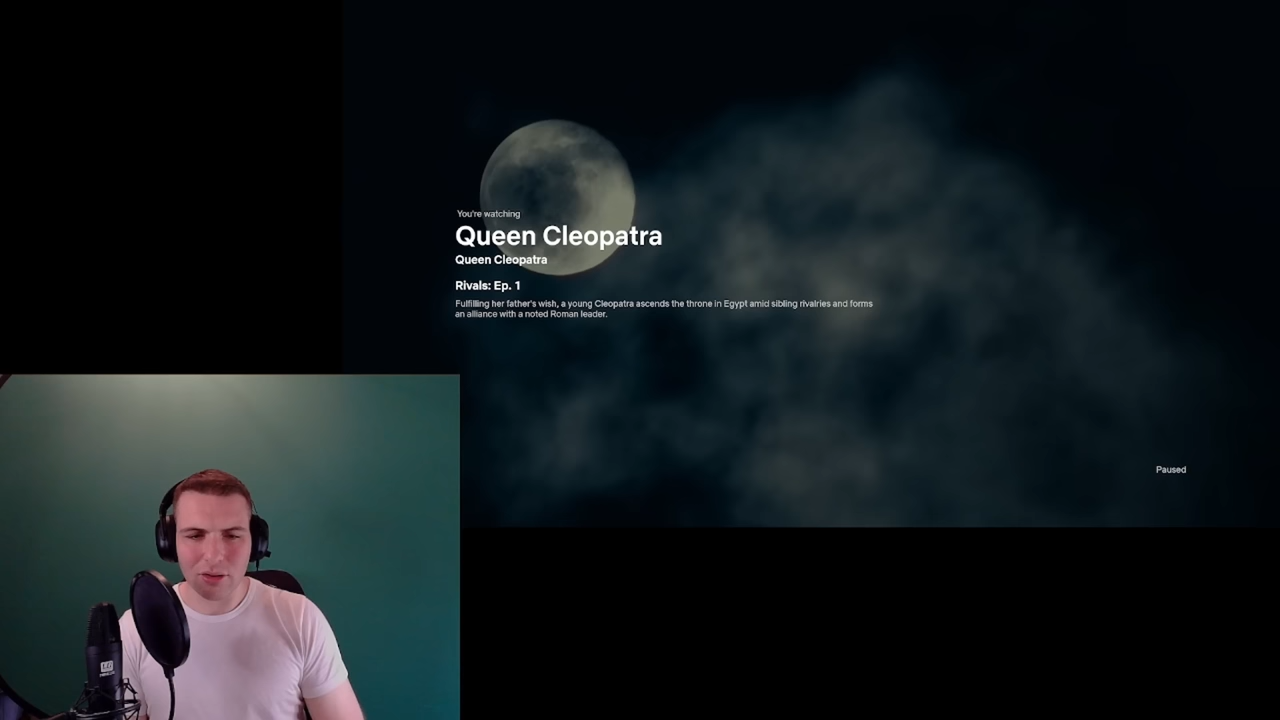 You're watching
Queen Cleopatra
Queen Cleopatra
Rivals: Ep. 1
Fulfilling her father's wish, a young Cleopatra ascends the throne in Egypt amid sibling rivalries and forms
an alliance with a noted Roman leader.
Paused